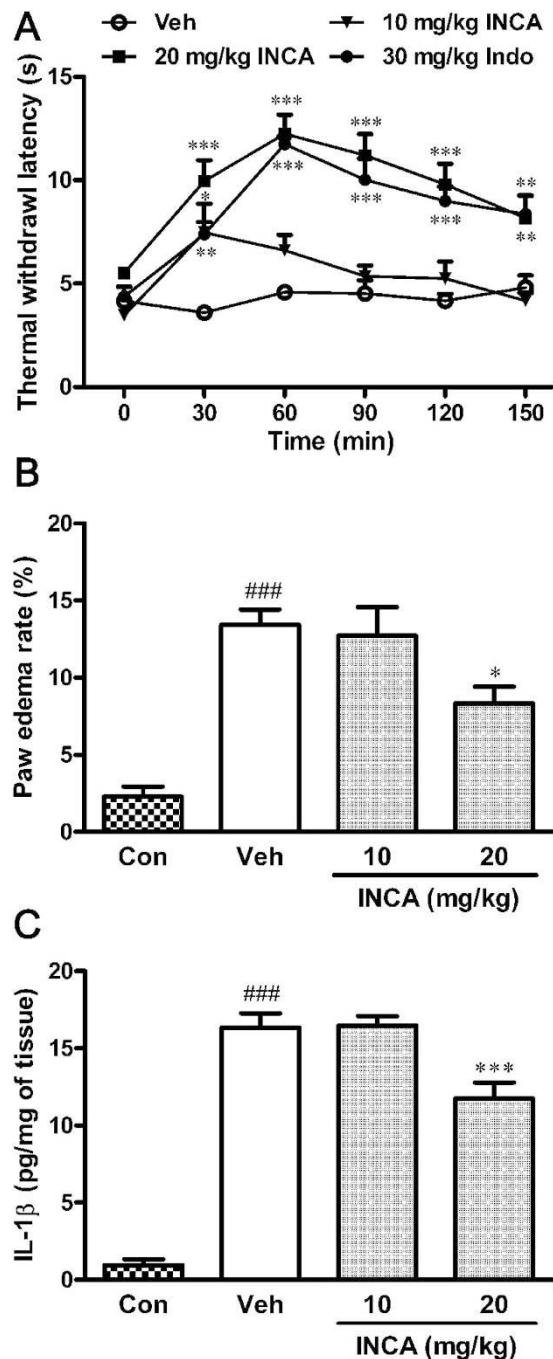 A
Veh
10 mg/kg INCA
20 mg/kg INCA
30 mg/kg Indo
Thermal withdrawl latency (s)
15
10
5
0
***
*
**
***
***
***
***
***
***
**
**
0 30 60 90 120 150
Time (min)
B
Paw edema rate (%)
20
15
10
5
0
###
*
Con Veh 10 20
INCA (mg/kg)
C
IL-1β (pg/mg of tissue)
20
15
10
5
0
###
***
Con Veh 10 20
INCA (mg/kg)